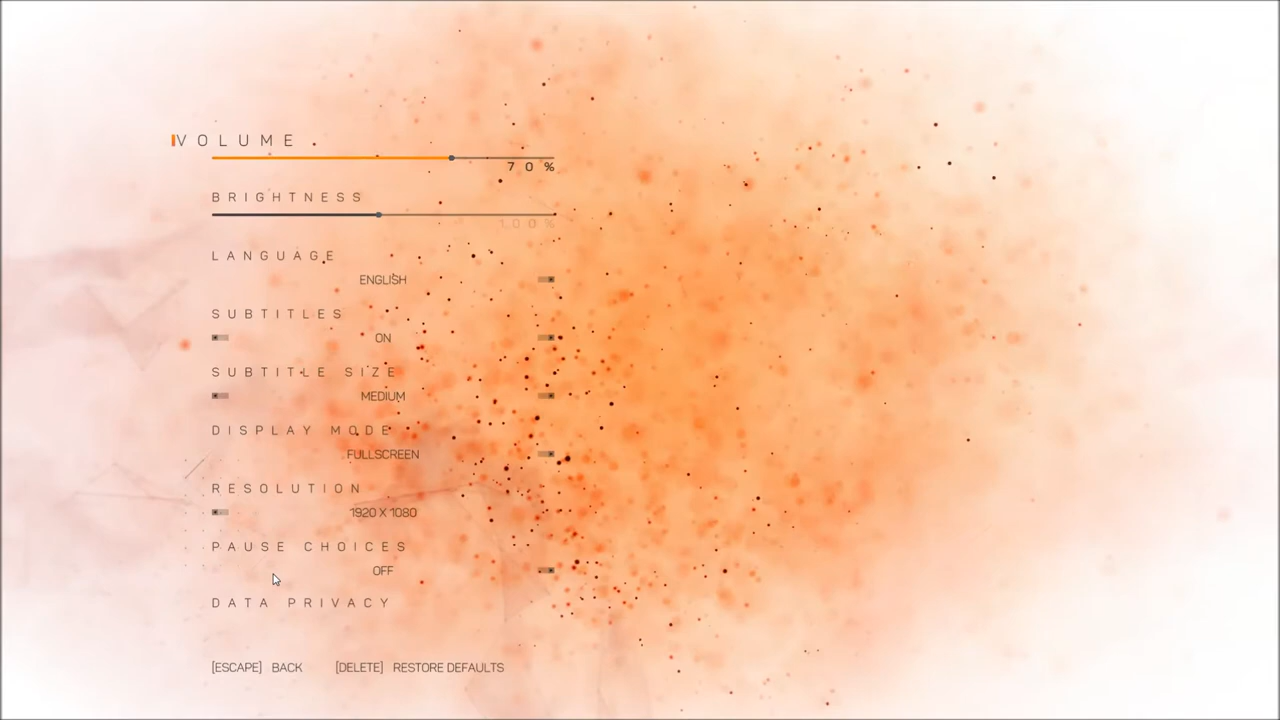 VOLUME
70%
BRIGHTNESS
100%
LANGUAGE
ENGLISH
SUBTITLES
ON
SUBTITLE SIZE
MEDIUM
DISPLAY MODE
FULLSCREEN
RESOLUTION
1920 X 1080
PAUSE CHOICES
OFF
DATA PRIVACY
[ESCAPE] BACK [DELETE] RESTORE DEFAULTS